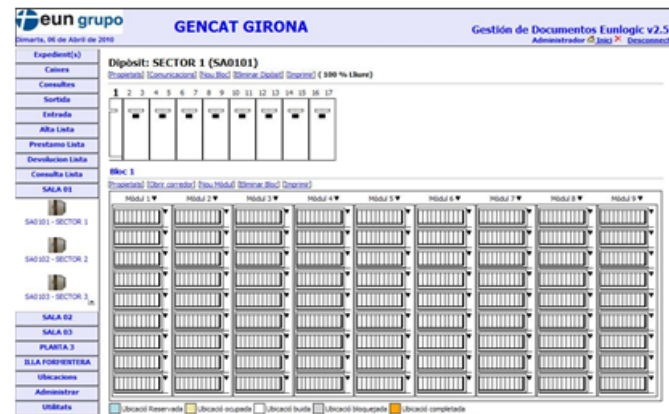 eun grupo
GENCAT GIRONA
Gestión de Documentos Eunlogic v2.5
Dimarts, 06 de Abril de 2010
Administrador Inici Desconnect
Expedient(s)
Caixes
Consultes
Sortida
Entrada
Alta Lista
Prestamo Lista
Devolucion Lista
Consulta Lista
SALA 01
SA0101 - SECTOR 1
SA0102 - SECTOR 2
SA0103 - SECTOR 3
SALA 02
SALA 03
PLANTA 3
ILLA FORMENTERA
Ubicacions
Administrar
Utilitats
Dipòsit: SECTOR 1 (SA0101)
[Propietats] [Comunicacions] [Nou Bloc] [Eliminar Dipòsit] [Imprimir] ( 100 % Lliure)
1 2 3 4 5 6 7 8 9 10 11 12 13 14 15 16 17
Bloc 1
[Propietats] [Obrir corredor] [Nou Mòdul] [Eliminar Bloc] [Imprimir]
Mòdul 1 Mòdul 2 Mòdul 3 Mòdul 4 Mòdul 5 Mòdul 6 Mòdul 7 Mòdul 8 Mòdul 9
Ubicació Reservada Ubicació ocupada Ubicació buida Ubicació bloquejada Ubicació completada